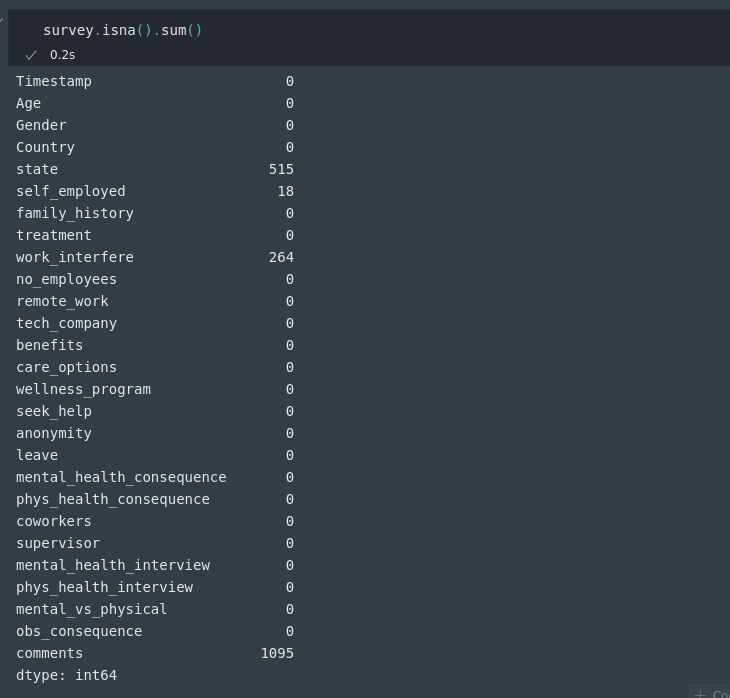 survey.isna().sum()
0.2s
Timestamp 0
Age 0
Gender 0
Country 0
state 515
self_employed 18
family_history 0
treatment 0
work_interfere 264
no_employees 0
remote_work 0
tech_company 0
benefits 0
care_options 0
wellness_program 0
seek_help 0
anonymity 0
leave 0
mental_health_consequence 0
phys_health_consequence 0
coworkers 0
supervisor 0
mental_health_interview 0
phys_health_interview 0
mental_vs_physical 0
obs_consequence 0
comments 1095
dtype: int64